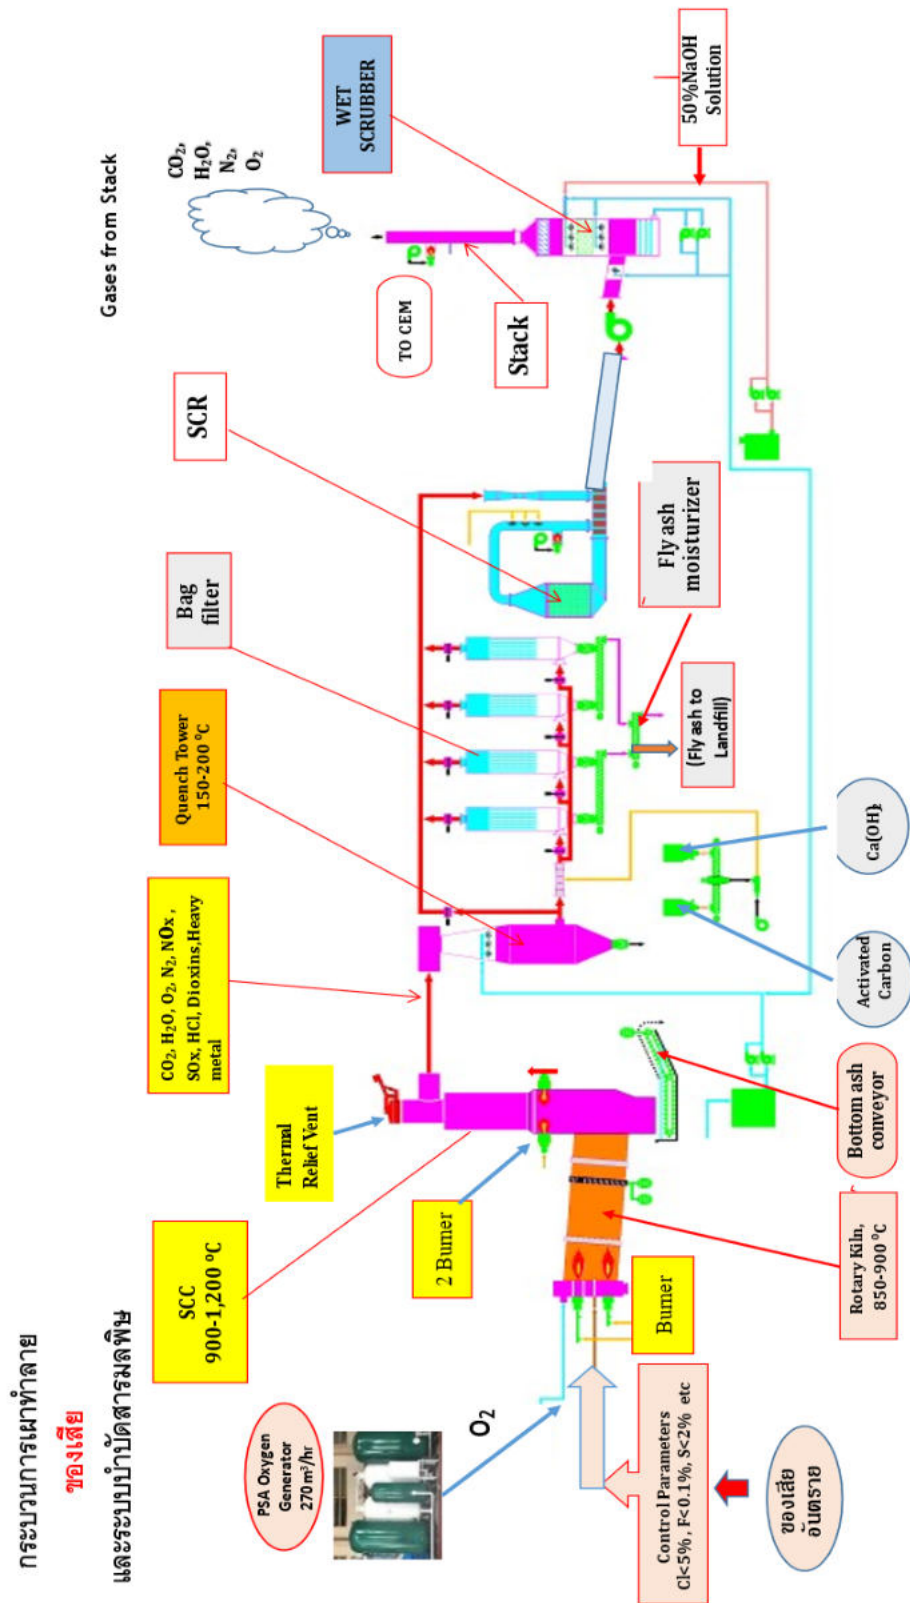 กระบวนการเผาทำลาย
ของเสีย
และระบบบำบัดสารมลพิษ
PSA Oxygen
Generator
270 m³/hr
O₂
ของเสีย
อันตราย
Control Parameters
Cl<5%, F<0.1%, S<2% etc
Burner
Rotary Kiln,
850-900 °C
SCC
900-1,200 °C
2 Burner
Thermal
Relief Vent
Bottom ash
conveyor
CO₂, H₂O, O₂, N₂, NOx ,
SOx, HCl, Dioxins,Heavy
metal
Quench Tower
150-200 °C
Activated
Carbon
Ca(OH)₂
Bag
filter
(Fly ash to
Landfill)
Fly ash
moisturizer
SCR
Stack
TO CEM
WET
SCRUBBER
50%NaOH
Solution
Gases from Stack
CO₂,
H₂O,
N₂,
O₂